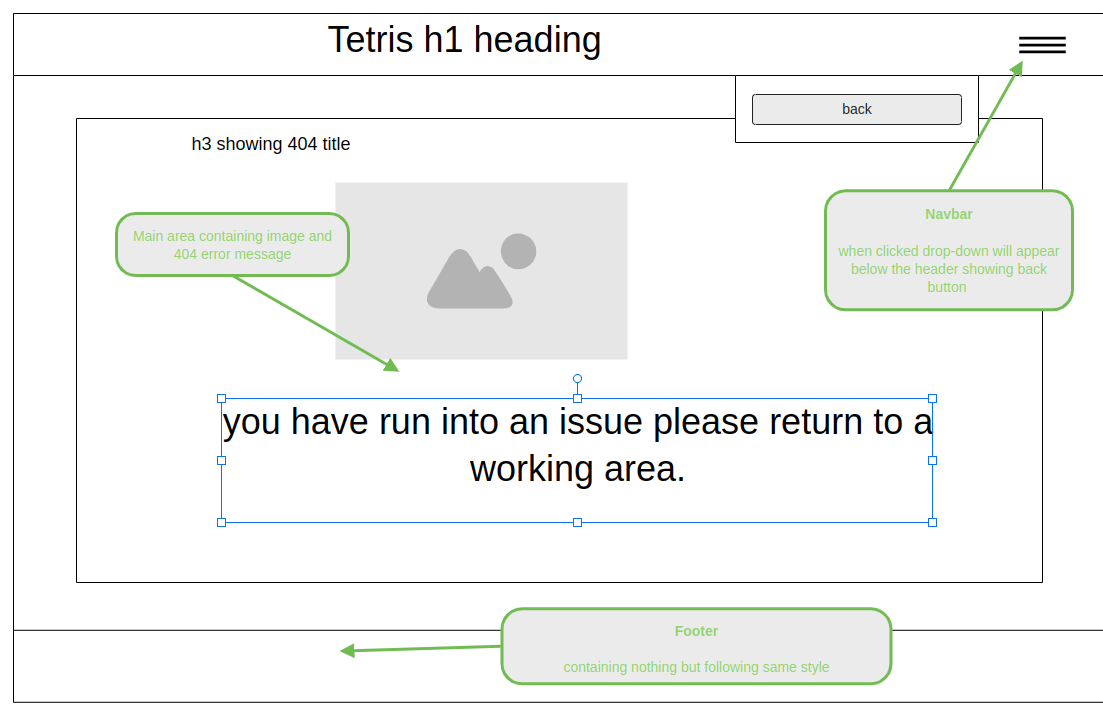 Tetris h1 heading
back
h3 showing 404 title
Main area containing image and
404 error message
Navbar
when clicked drop-down will appear
below the header showing back
button
you have run into an issue please return to a
working area.
Footer
containing nothing but following same style